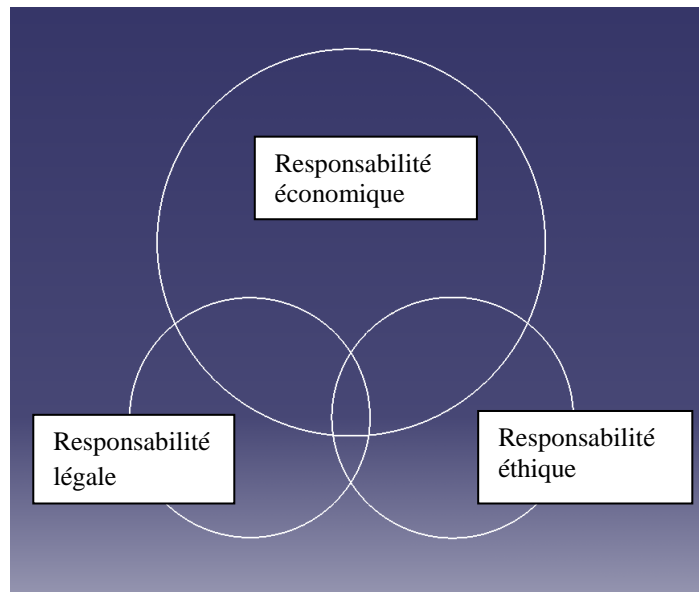 Responsabilité
économique
Responsabilité
légale
Responsabilité
éthique